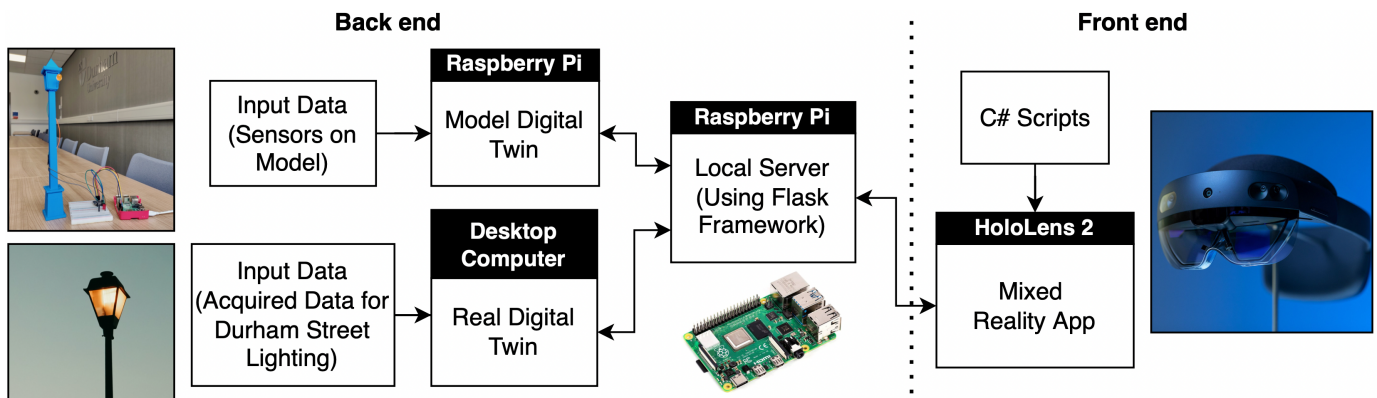 Back end
Front end
Input Data
(Sensors on
Model)
Raspberry Pi
Model Digital
Twin
Input Data
(Acquired Data for
Durham Street
Lighting)
Desktop
Computer
Real Digital
Twin
Raspberry Pi
Local Server
(Using Flask
Framework)
C# Scripts
HoloLens 2
Mixed
Reality App